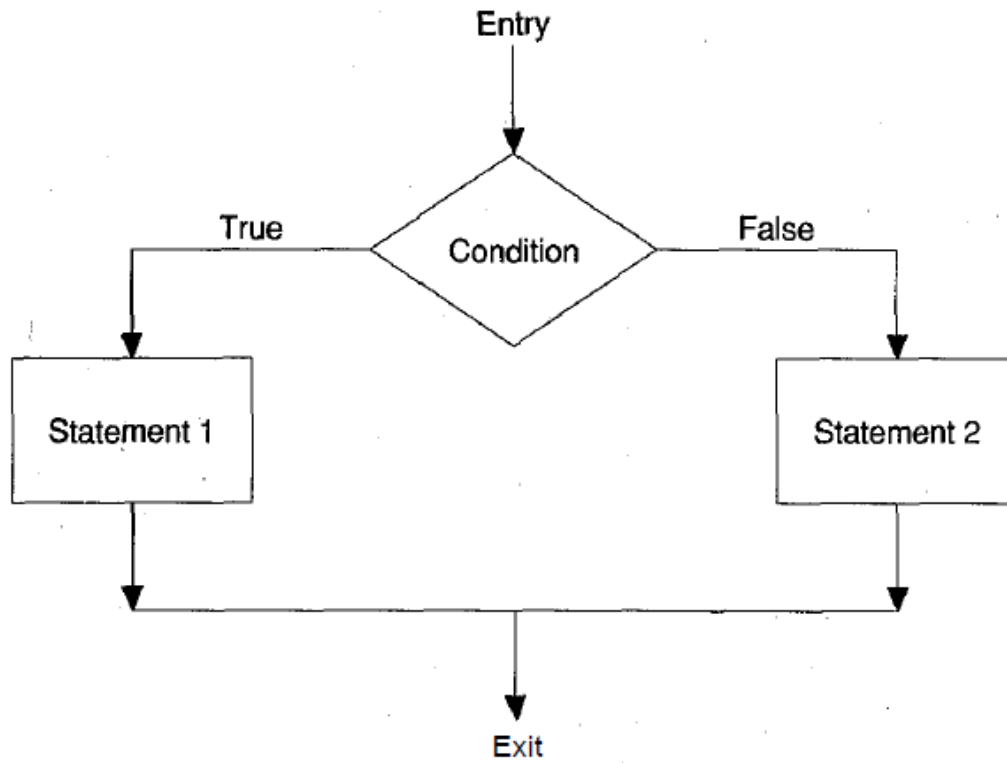 Entry
True
Condition
False
Statement 1
Statement 2
Exit